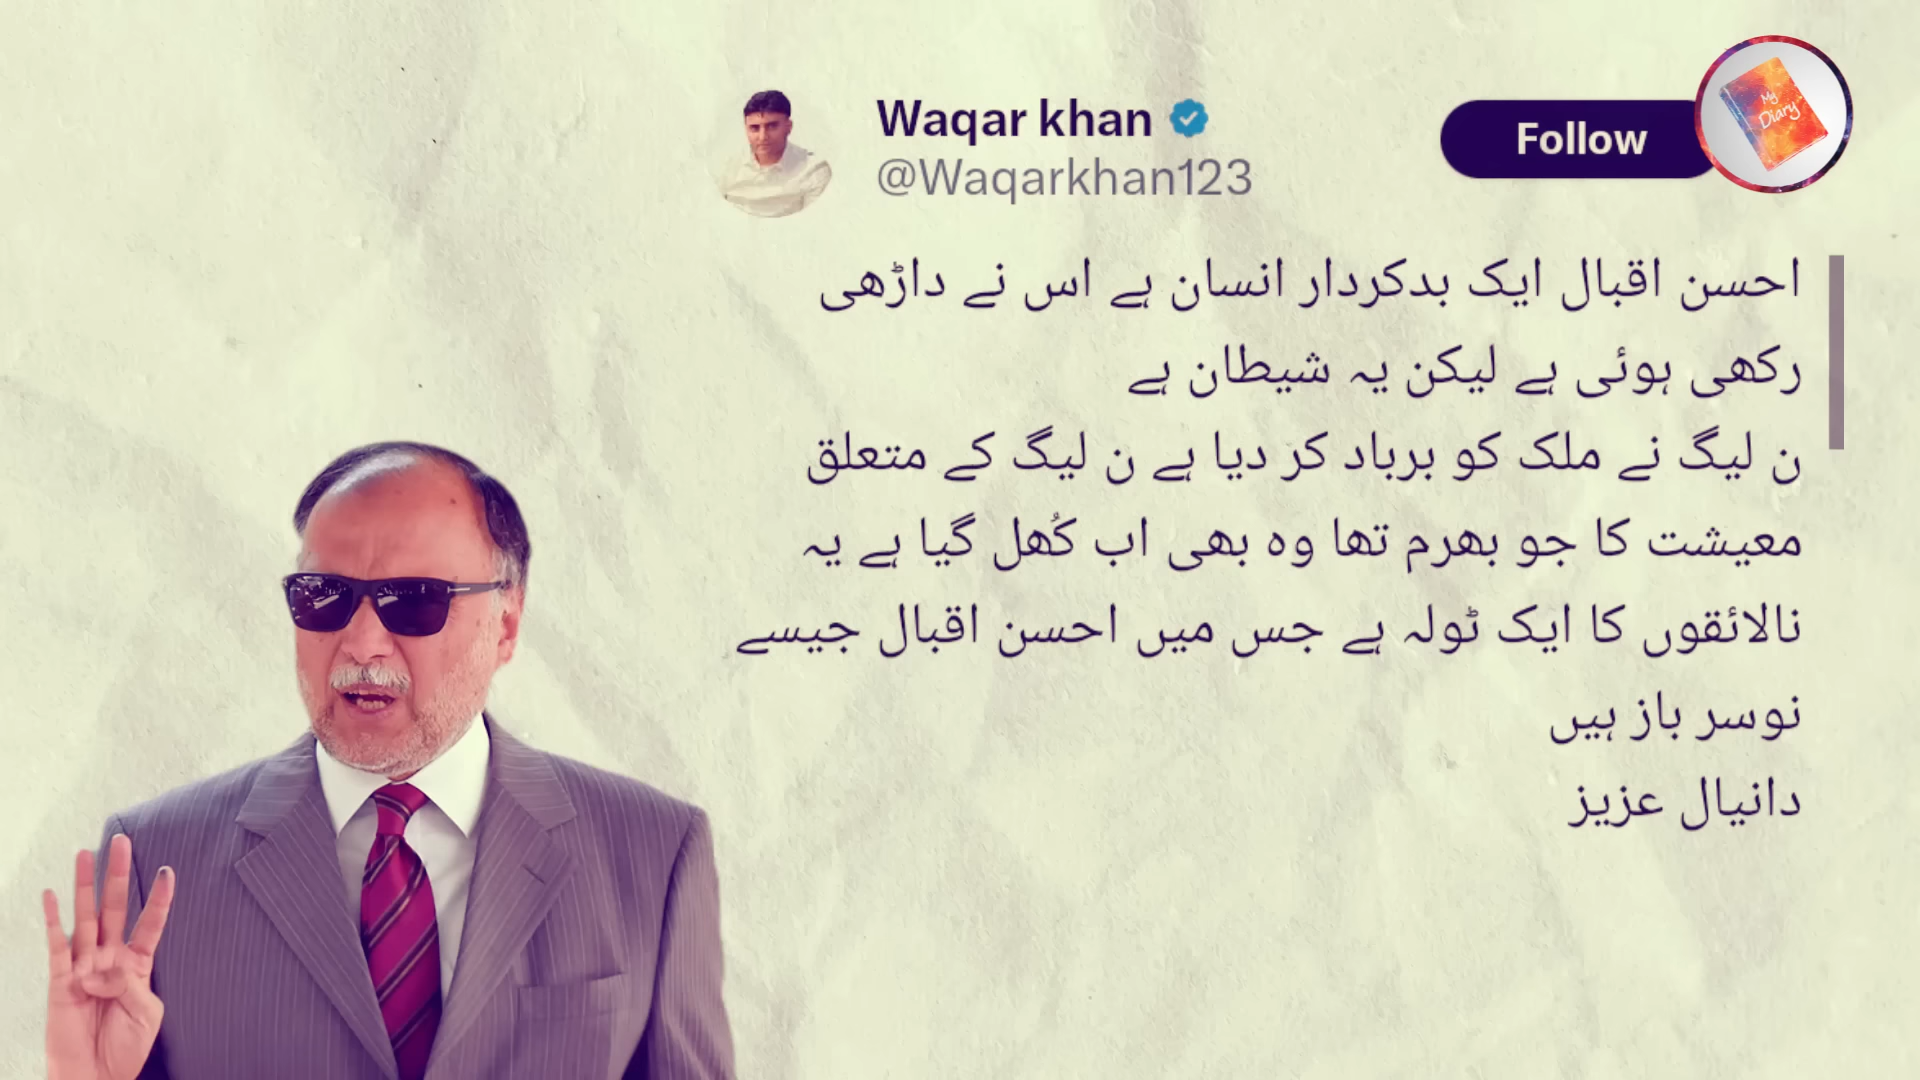 Waqar khan
@Waqarkhan123
Follow
My
Diary
احسن اقبال ایک بدکردار انسان ہے اس نے داڑھی
رکھی ہوئی ہے لیکن یہ شیطان ہے
ن لیگ نے ملک کو برباد کر دیا ہے ن لیگ کے متعلق
معیشت کا جو بھرم تھا وہ بھی اب کُھل گیا ہے یہ
نالائقوں کا ایک ٹولہ ہے جس میں احسن اقبال جیسے
نوسر باز ہیں
دانیال عزیز